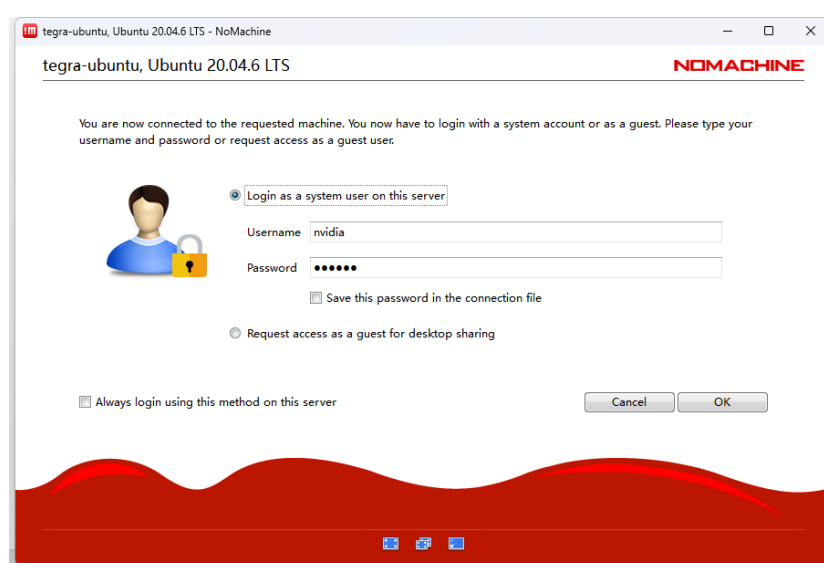 tegra-ubuntu, Ubuntu 20.04.6 LTS - NoMachine
tegra-ubuntu, Ubuntu 20.04.6 LTS
NOMACHINE
You are now connected to the requested machine. You now have to login with a system account or as a guest. Please type your
username and password or request access as a guest user.
Login as a system user on this server
Username nvidia
Password ••••••
Save this password in the connection file
Request access as a guest for desktop sharing
Always login using this method on this server
Cancel OK